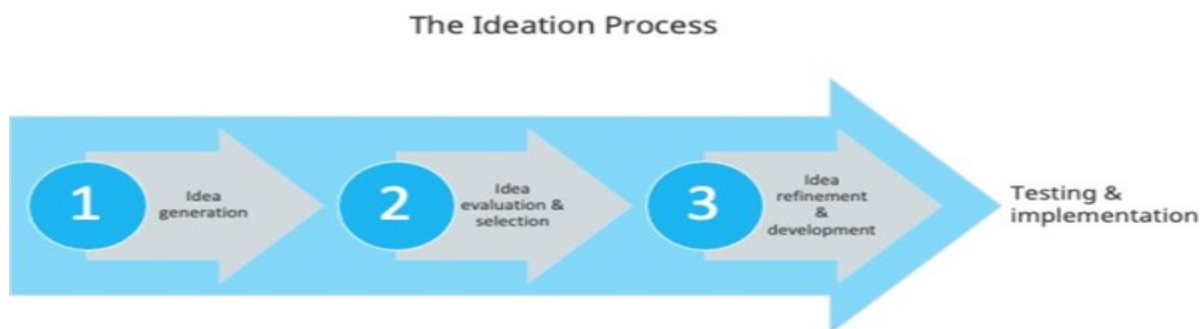 The Ideation Process
1
Idea
generation
2
Idea
evaluation &
selection
3
Idea
refinement
&
development
Testing &
implementation